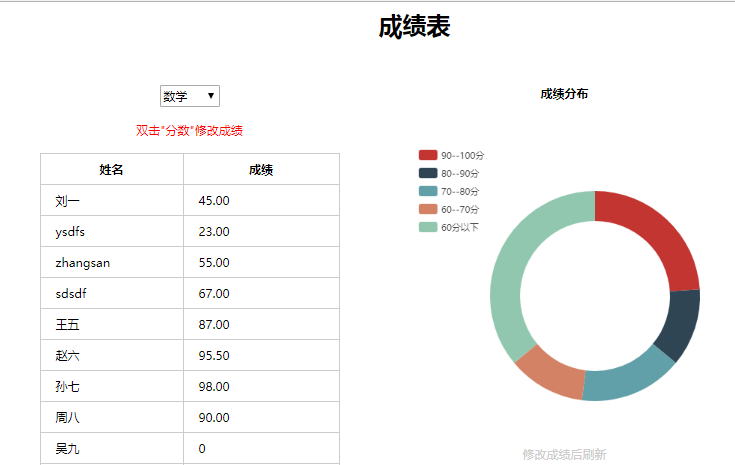 成绩表
数学
双击"分数"修改成绩
姓名 成绩
刘一 45.00
ysdfs 23.00
zhangsan 55.00
sdsdf 67.00
王五 87.00
赵六 95.50
孙七 98.00
周八 90.00
吴九 0
成绩分布
90--100分
80--90分
70--80分
60--70分
60分以下
修改成绩后刷新